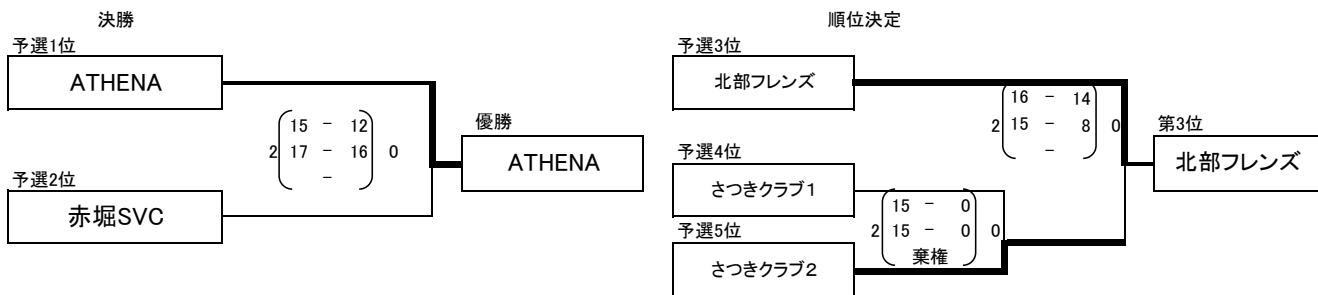 決勝
予選1位
ATHENA
15 － 12
2 17 － 16 0
－
優勝
ATHENA
予選2位
赤堀SVC
順位決定
予選3位
北部フレンズ
16 － 14
2 15 － 8 0
－
第3位
北部フレンズ
予選4位
さつきクラブ１
15 － 0
2 15 － 0 0
棄権
予選5位
さつきクラブ２